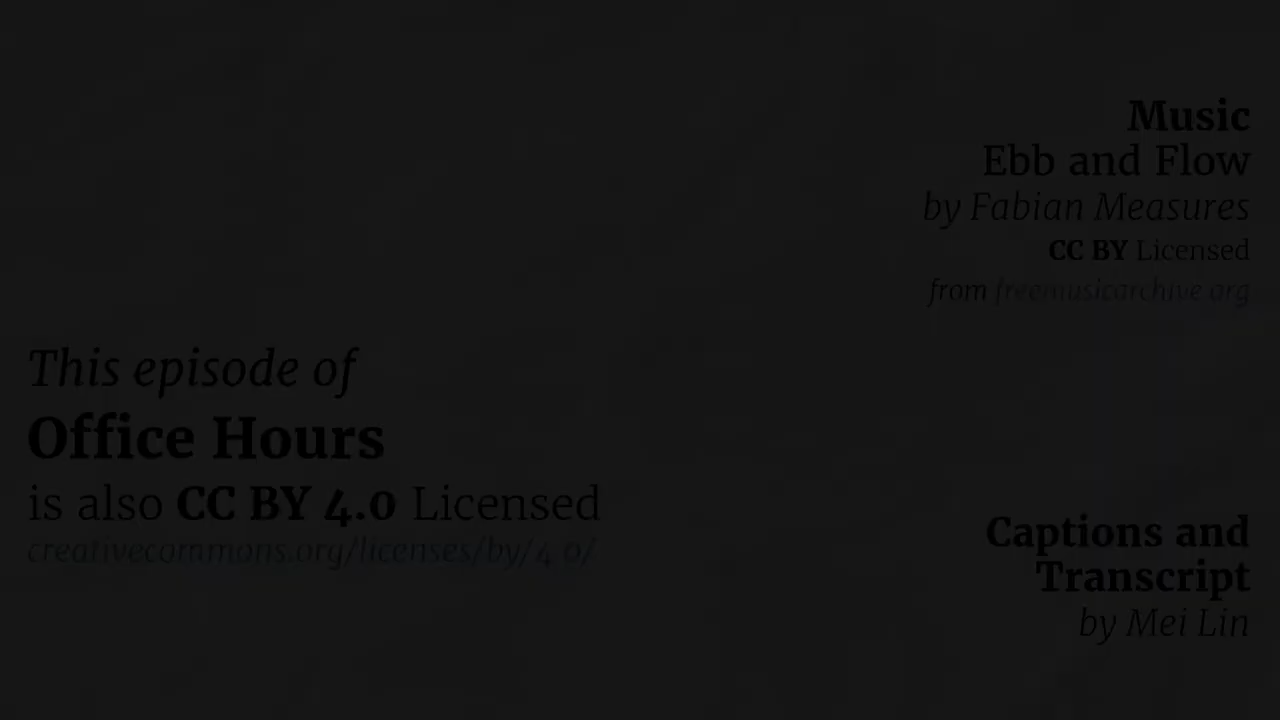 Music
Ebb and Flow
by Fabian Measures
CC BY Licensed
from freemusicarchive.org
This episode of
Office Hours
is also CC BY 4.0 Licensed
creativecommons.org/licenses/by/4.0/
Captions and
Transcript
by Mei Lin